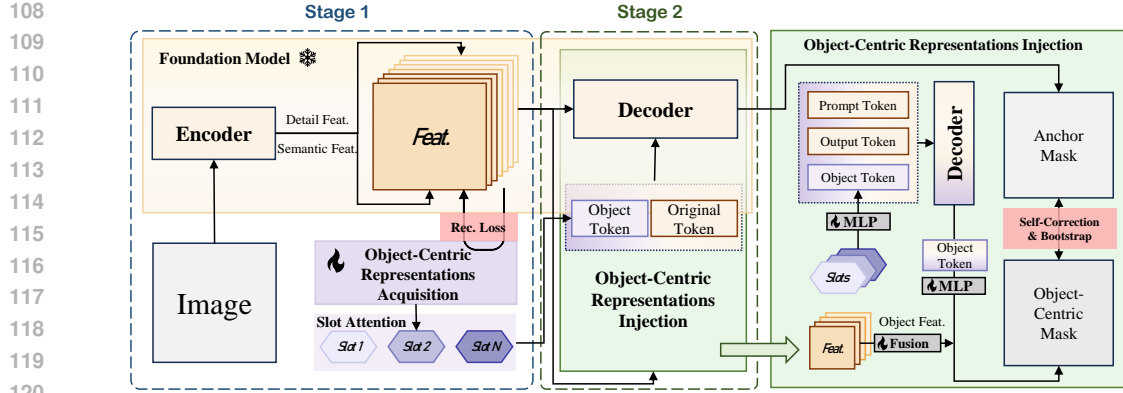 108
109
110
111
112
113
114
115
116
117
118
119
120
Stage 1
Stage 2
Foundation Model
Encoder
Detail Feat.
Semantic Feat.
Feat.
Rec. Loss
Image
Object-Centric
Representations
Acquisition
Slot Attention
Slot 1
Slot 2
Slot N
Decoder
Object
Token
Original
Token
Object-Centric
Representations
Injection
Object-Centric Representations Injection
Prompt Token
Output Token
Object Token
MLP
Slots
Decoder
Object
Token
MLP
Feat.
Object Feat.
Fusion
Anchor
Mask
Self-Correction
& Bootstrap
Object-
Centric
Mask